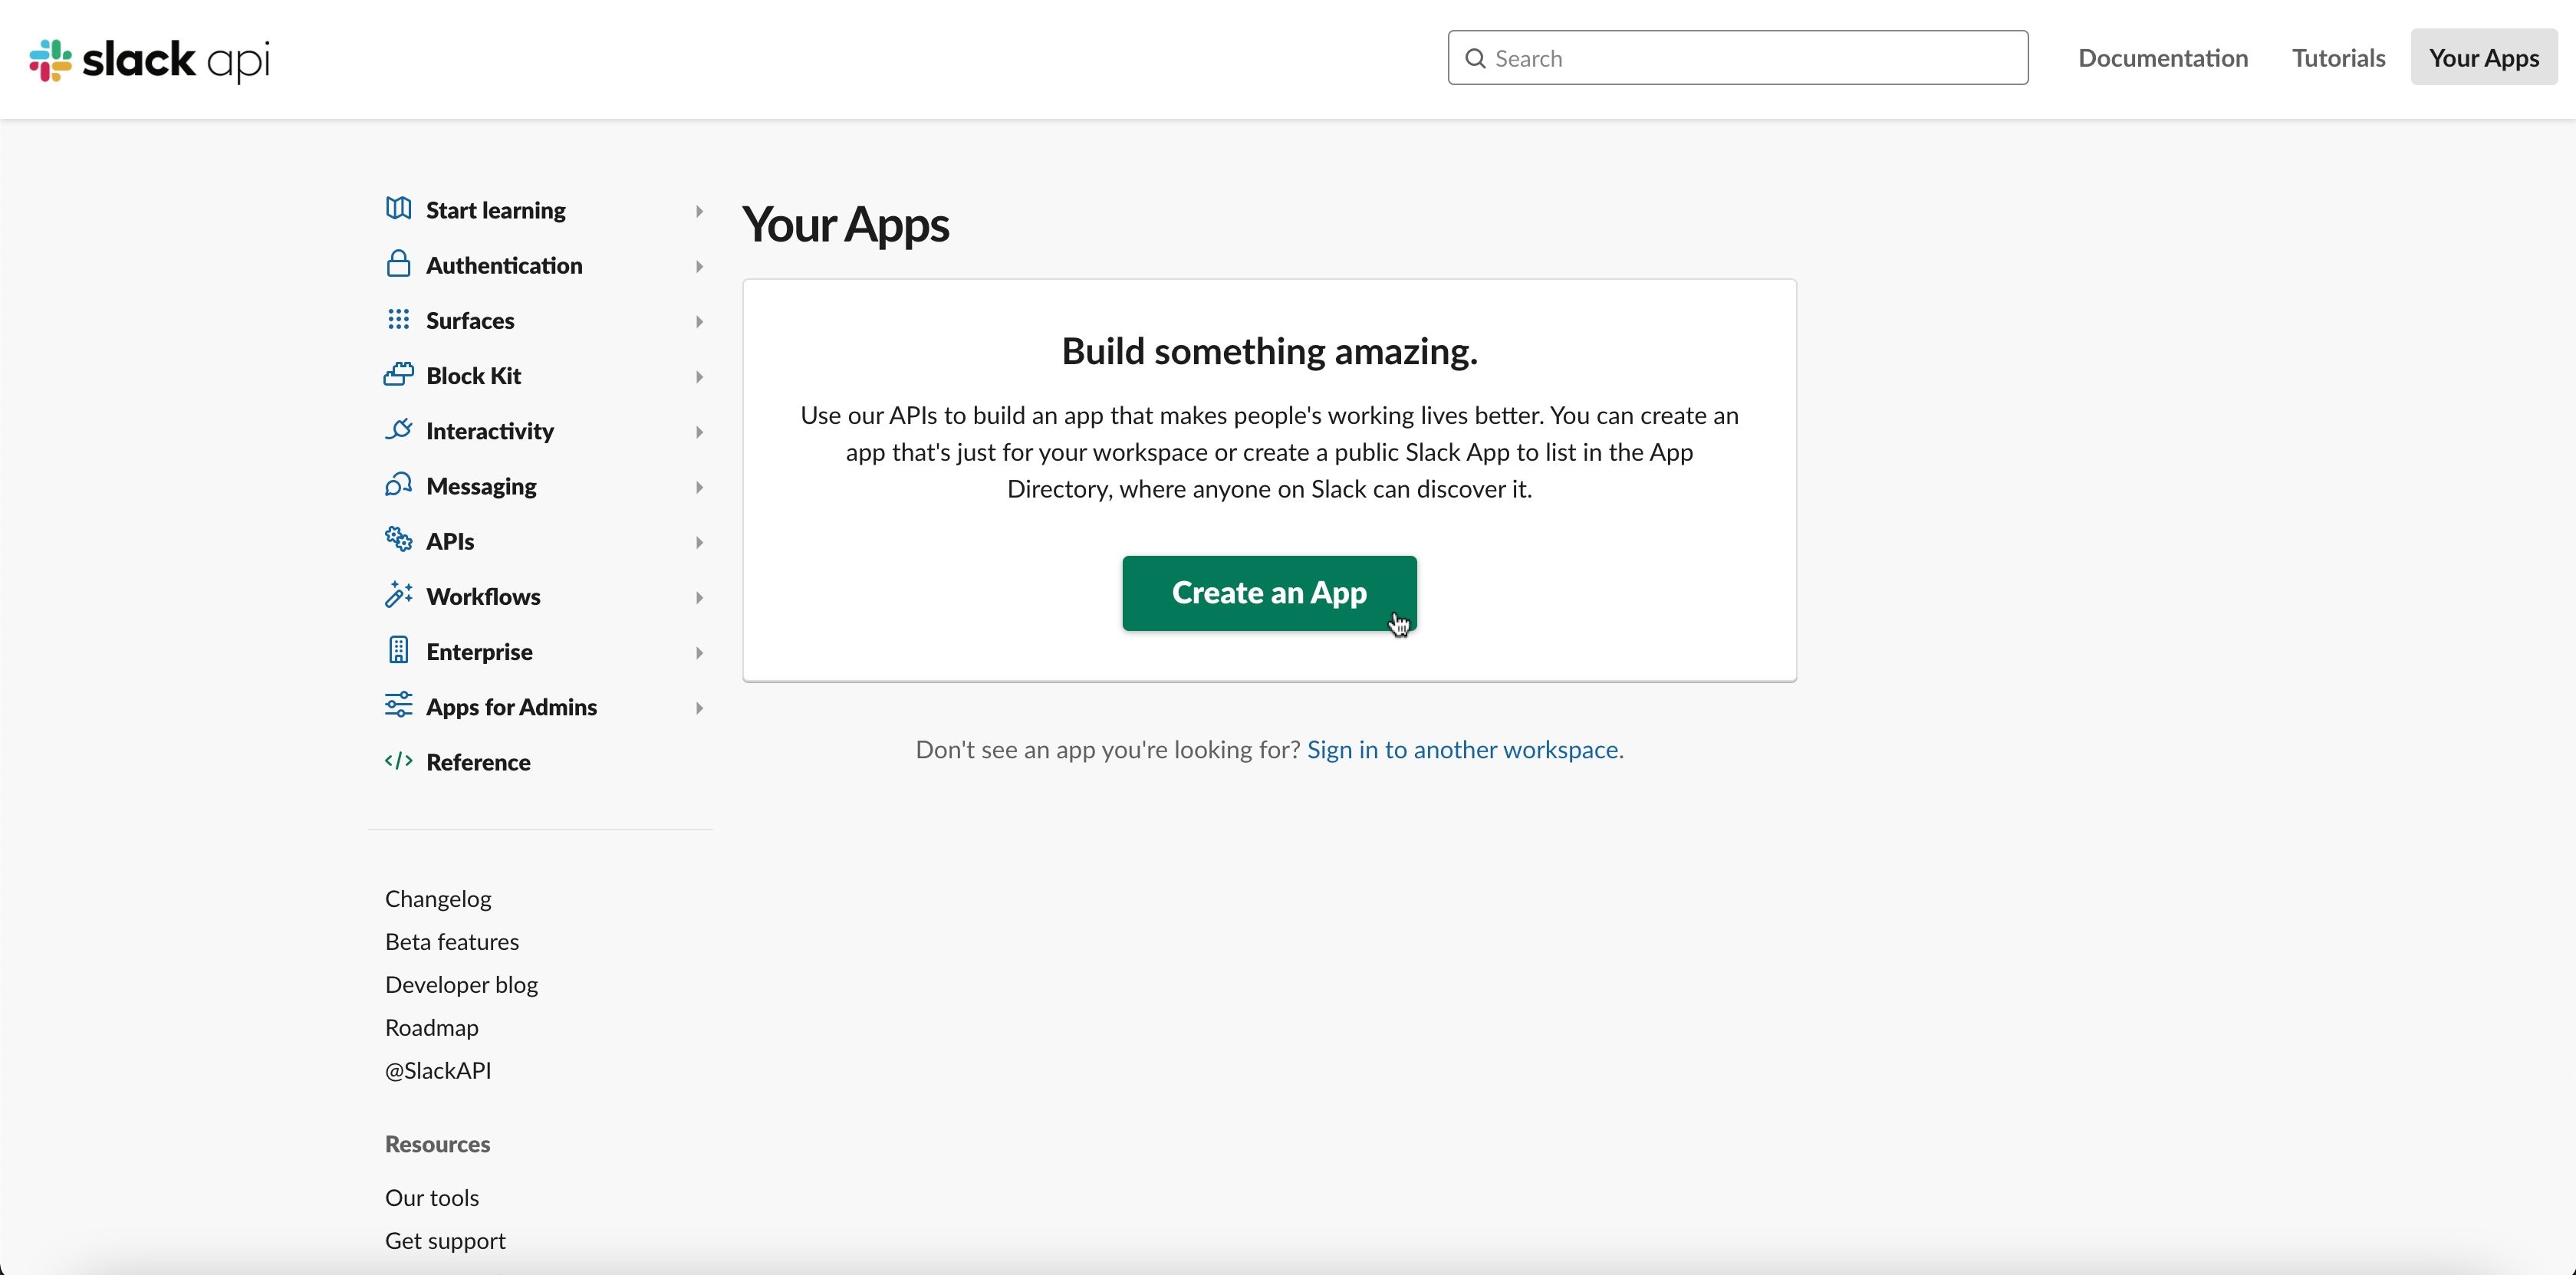 slack api
Search
Documentation
Tutorials
Your Apps
Start learning
Authentication
Surfaces
Block Kit
Interactivity
Messaging
APIs
Workflows
Enterprise
Apps for Admins
Reference
Changelog
Beta features
Developer blog
Roadmap
@SlackAPI
Resources
Our tools
Get support
Your Apps
Build something amazing.
Use our APIs to build an app that makes people's working lives better. You can create an
app that's just for your workspace or create a public Slack App to list in the App
Directory, where anyone on Slack can discover it.
Create an App
Don't see an app you're looking for? Sign in to another workspace.